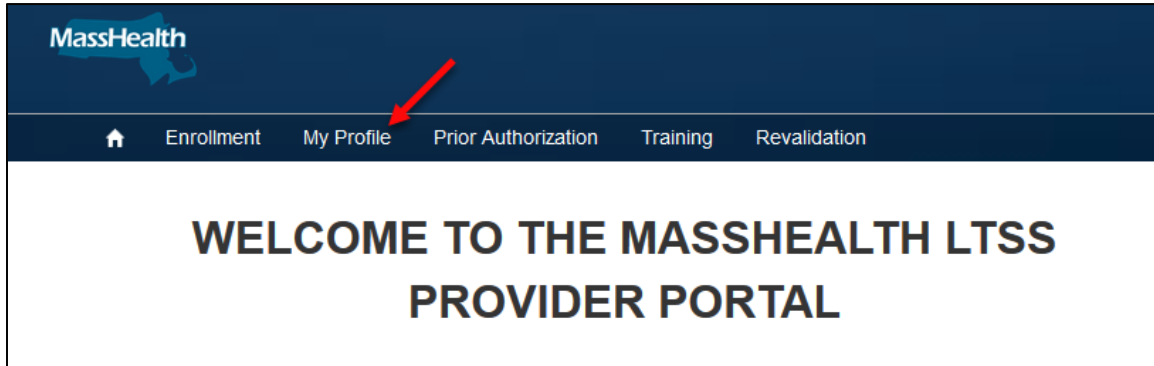 MassHealth
Enrollment My Profile Prior Authorization Training Revalidation
WELCOME TO THE MASSHEALTH LTSS
PROVIDER PORTAL